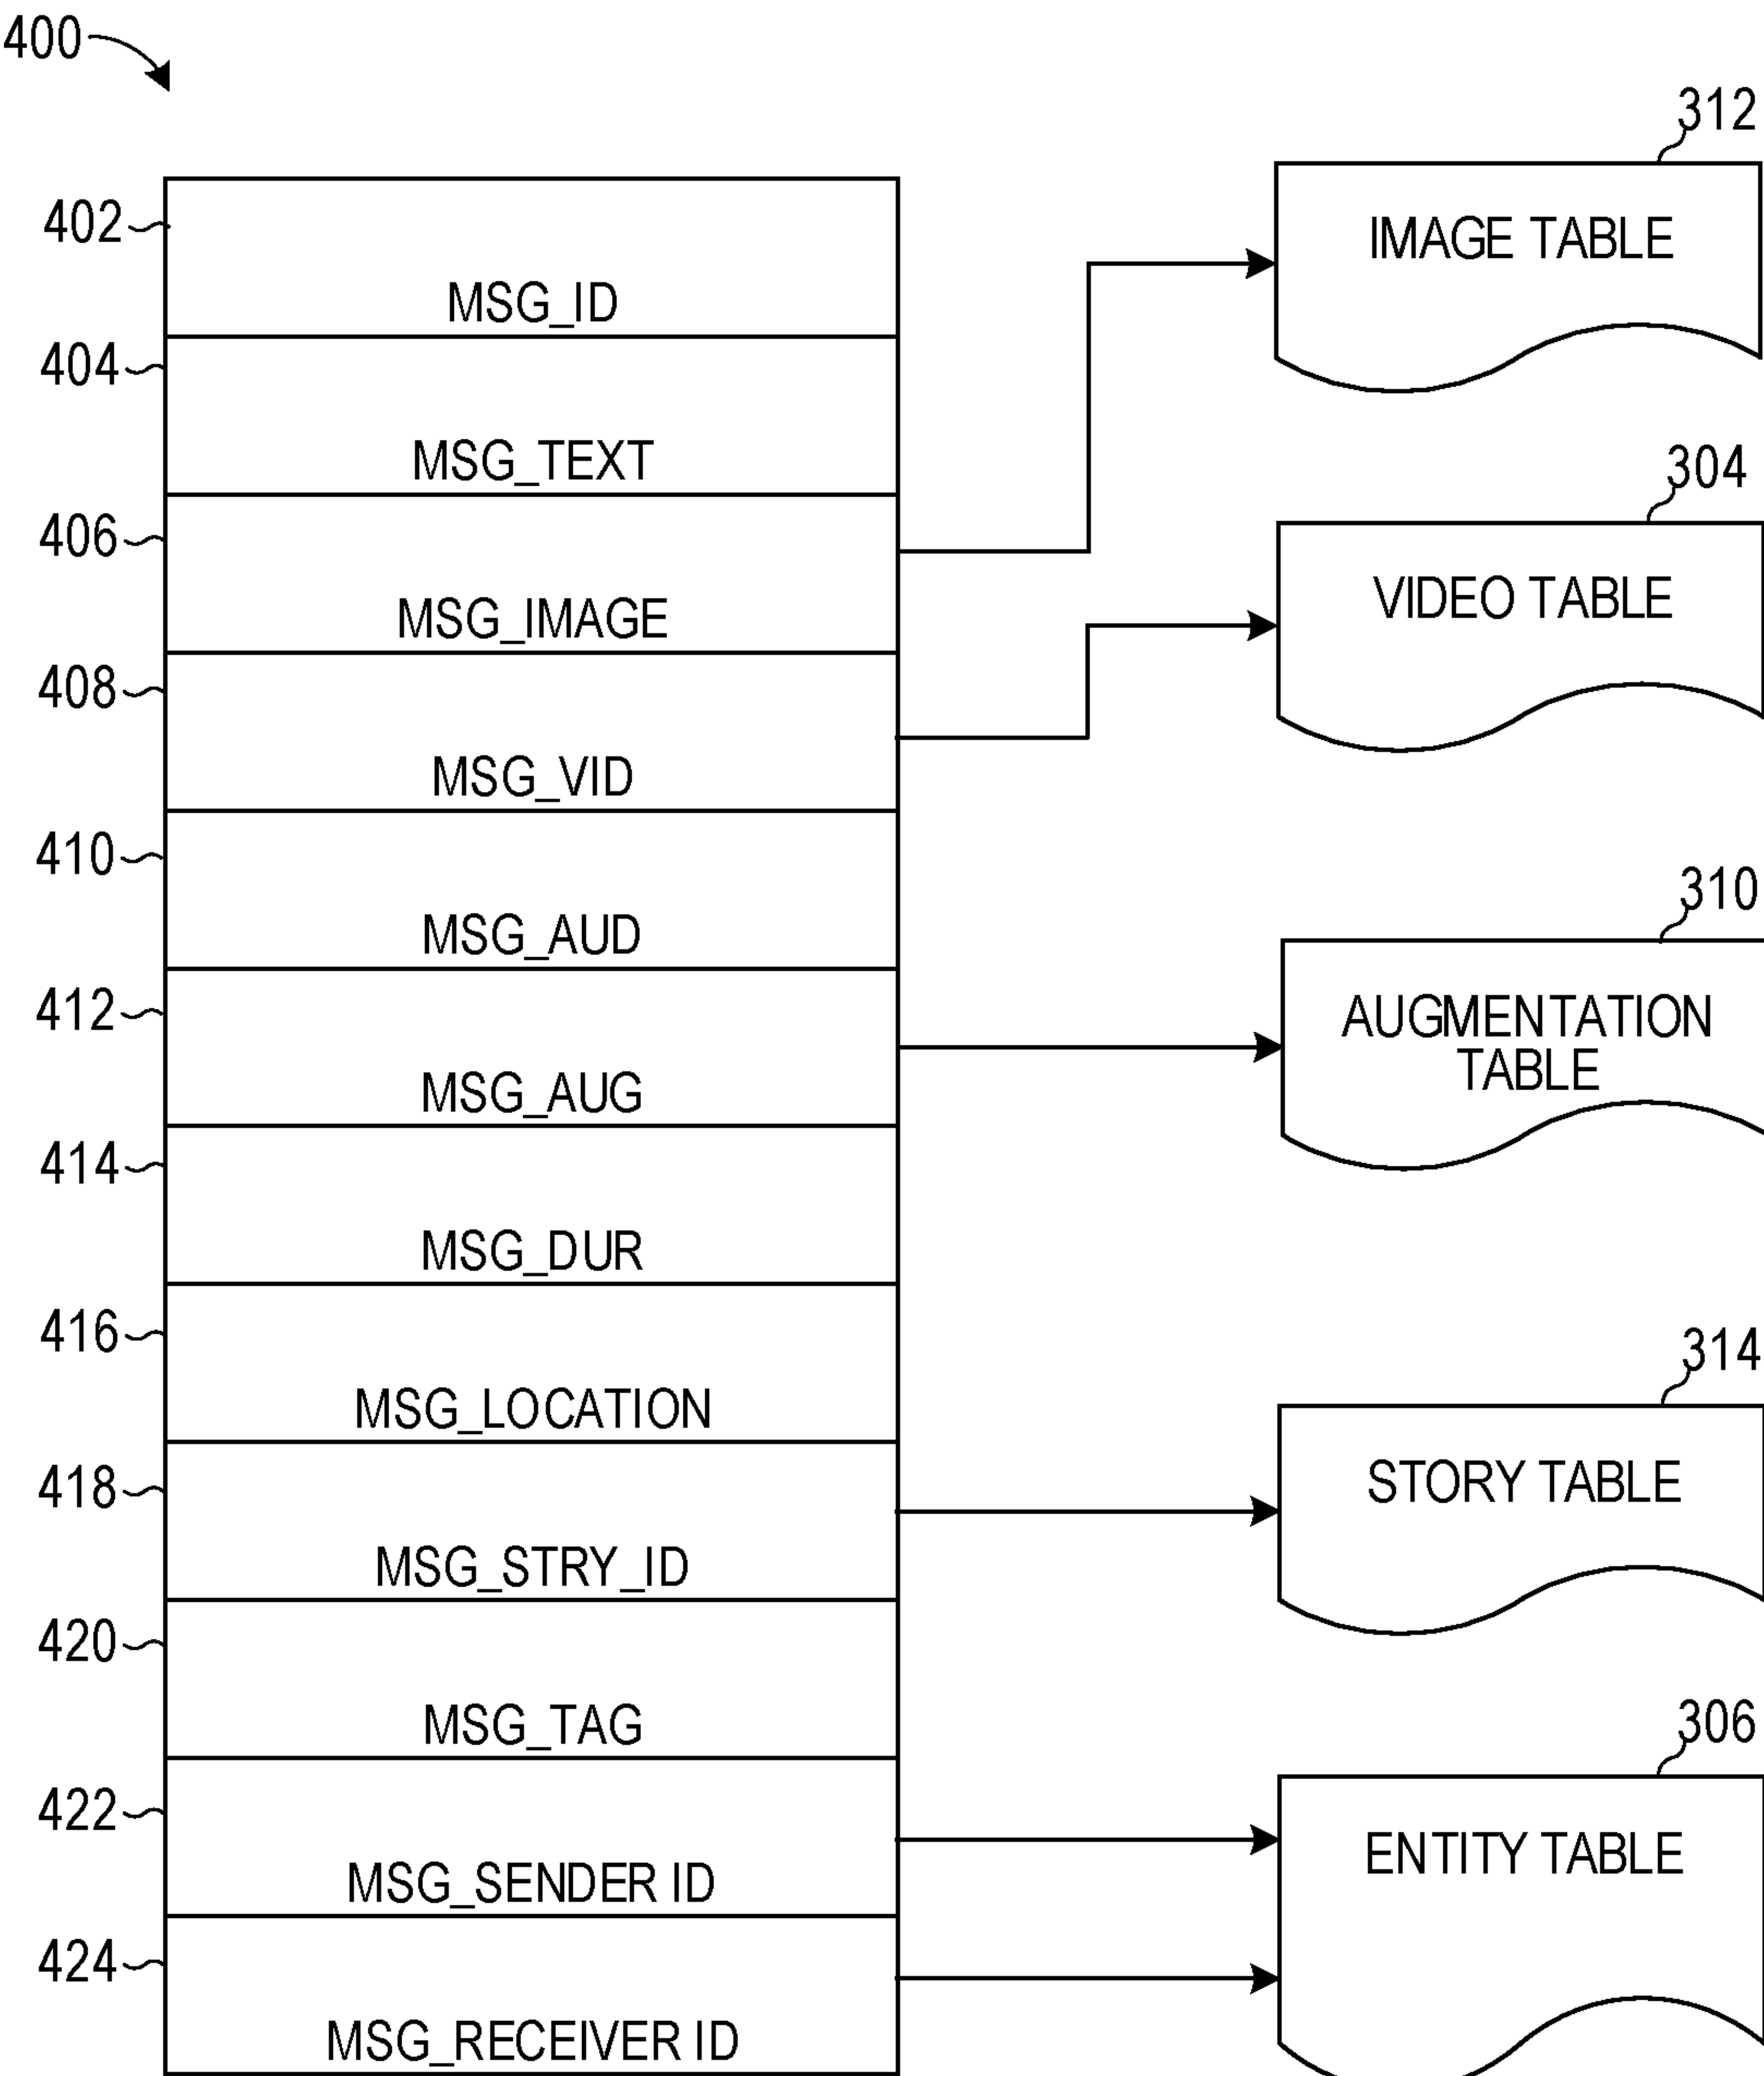 400
402
MSG_ID
404
MSG_TEXT
406
MSG_IMAGE
408
MSG_VID
410
MSG_AUD
412
MSG_AUG
414
MSG_DUR
416
MSG_LOCATION
418
MSG_STRY_ID
420
MSG_TAG
422
MSG_SENDER ID
424
MSG_RECEIVER ID
312
IMAGE TABLE
304
VIDEO TABLE
310
AUGMENTATION
TABLE
314
STORY TABLE
306
ENTITY TABLE